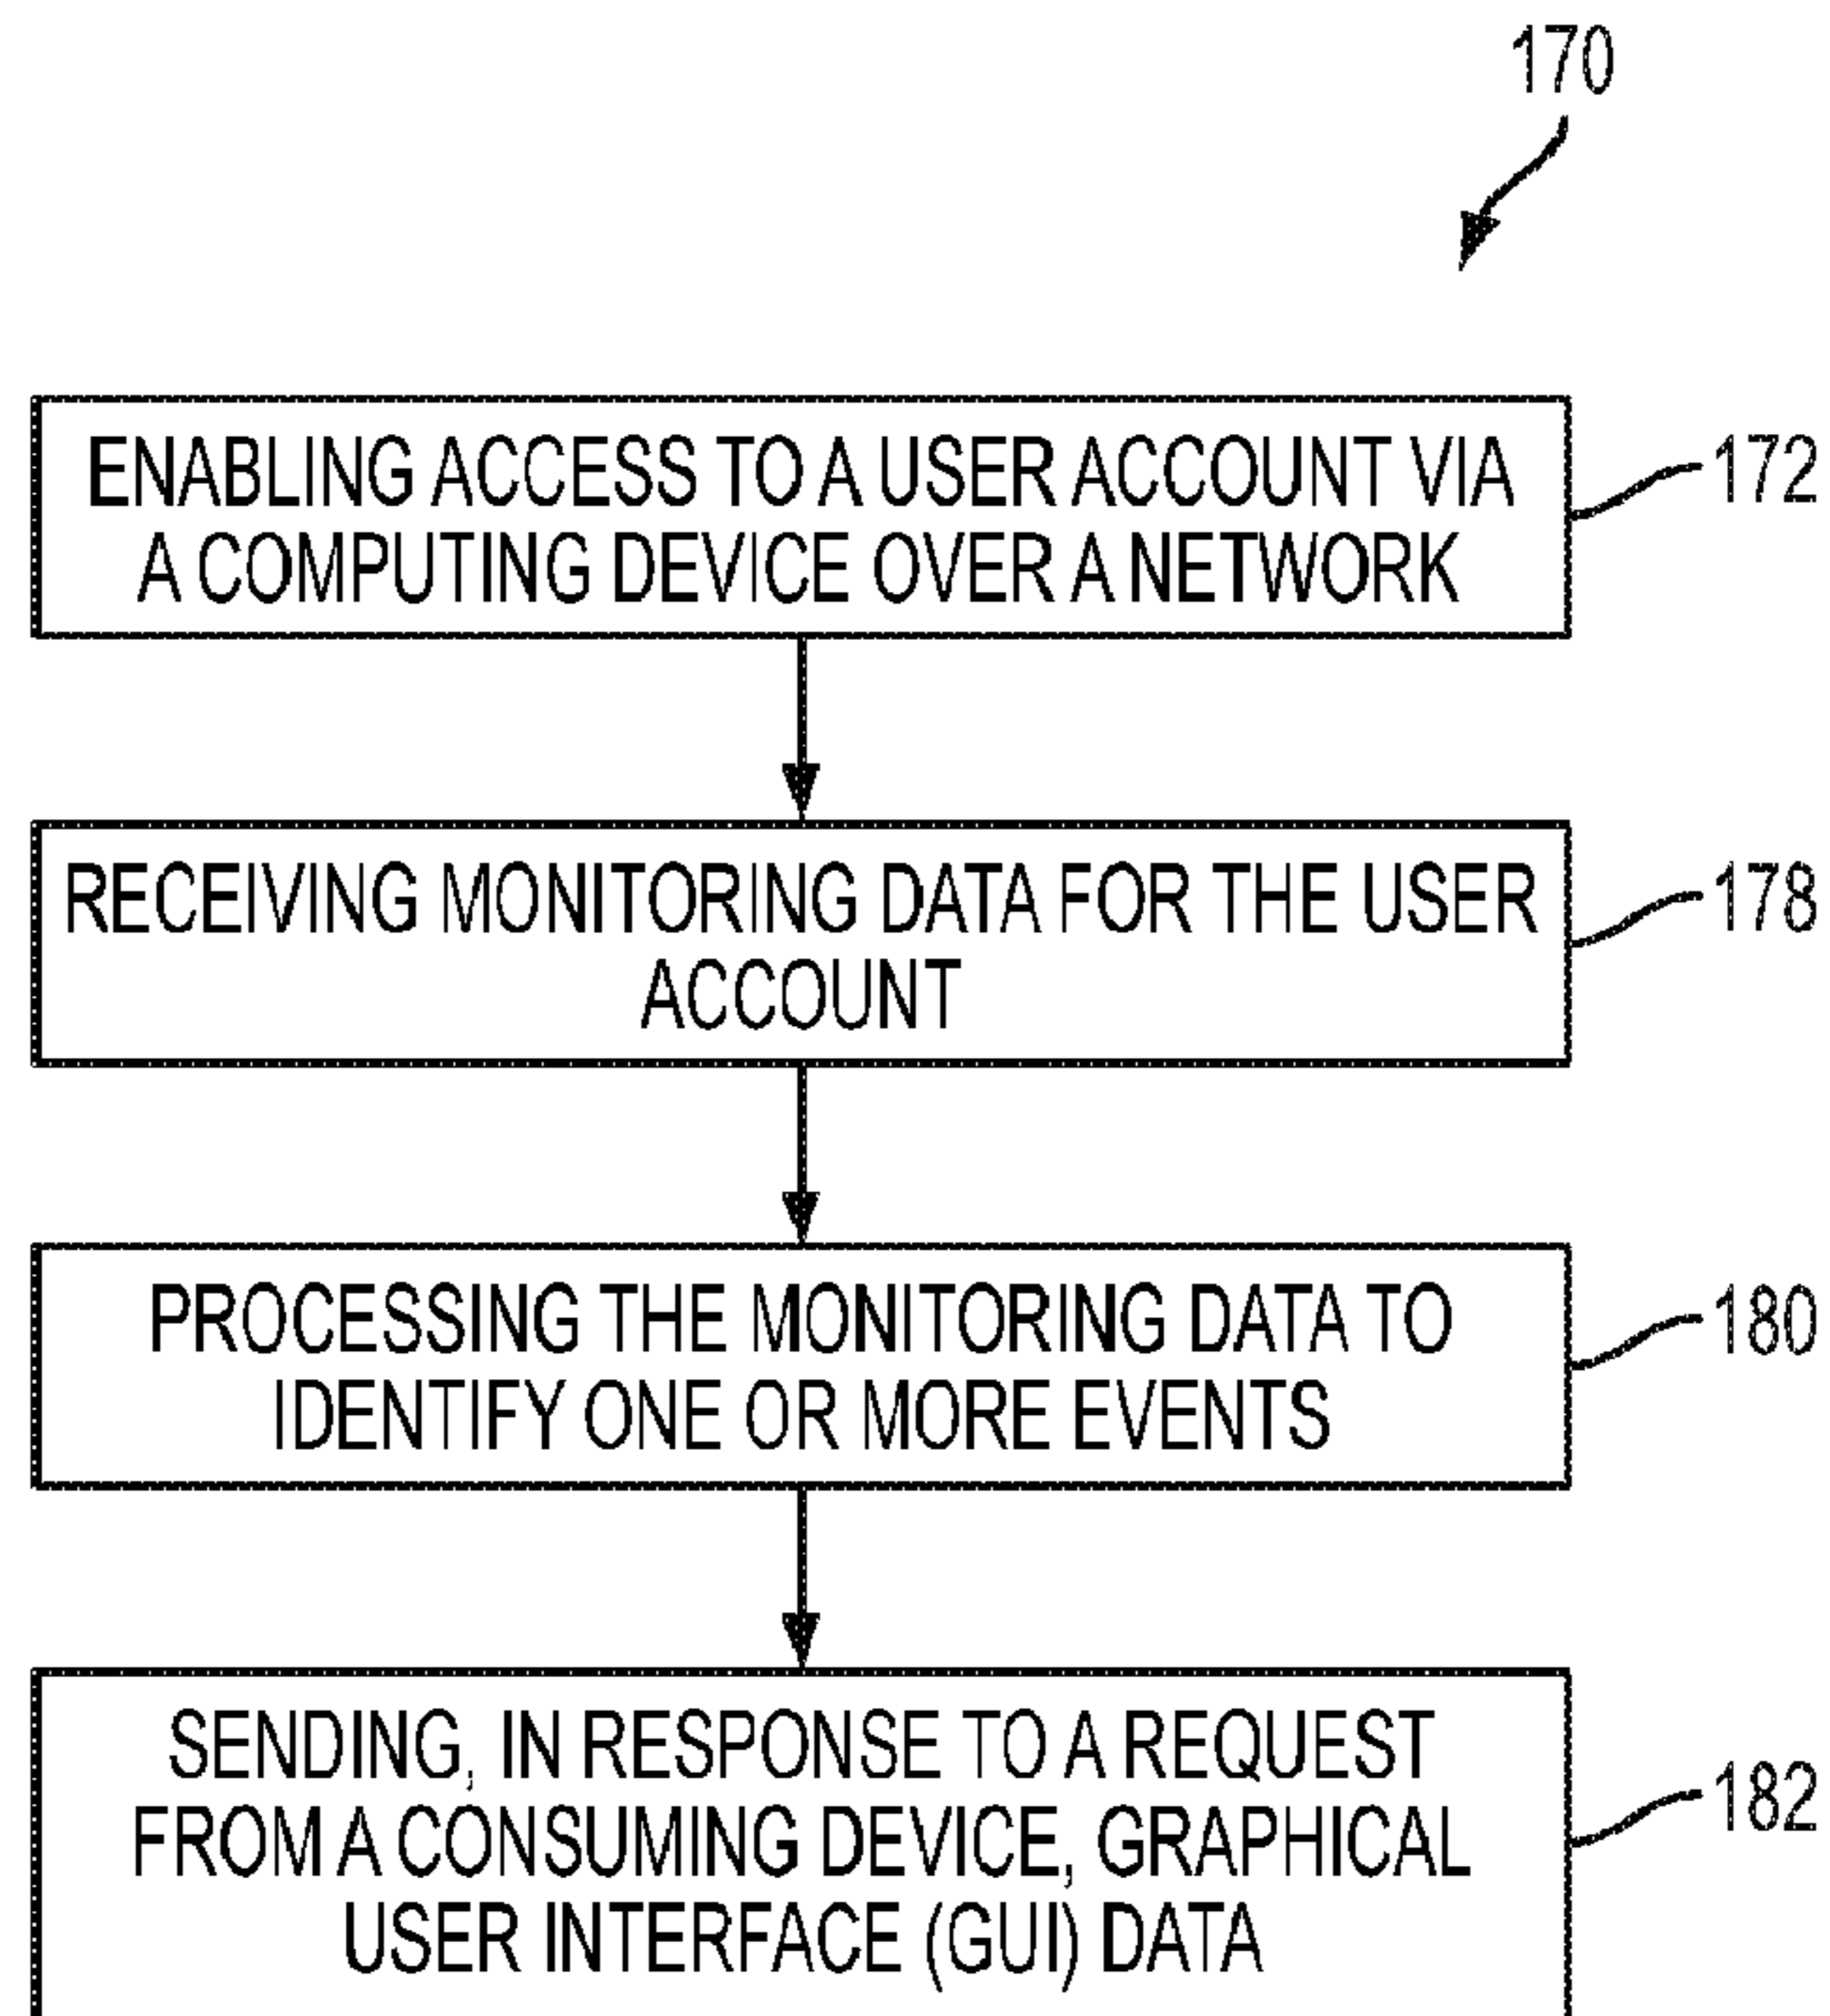 170
ENABLING ACCESS TO A USER ACCOUNT VIA
A COMPUTING DEVICE OVER A NETWORK
172
RECEIVING MONITORING DATA FOR THE USER
ACCOUNT
178
PROCESSING THE MONITORING DATA TO
IDENTIFY ONE OR MORE EVENTS
180
SENDING, IN RESPONSE TO A REQUEST
FROM A CONSUMING DEVICE, GRAPHICAL
USER INTERFACE (GUI) DATA
182